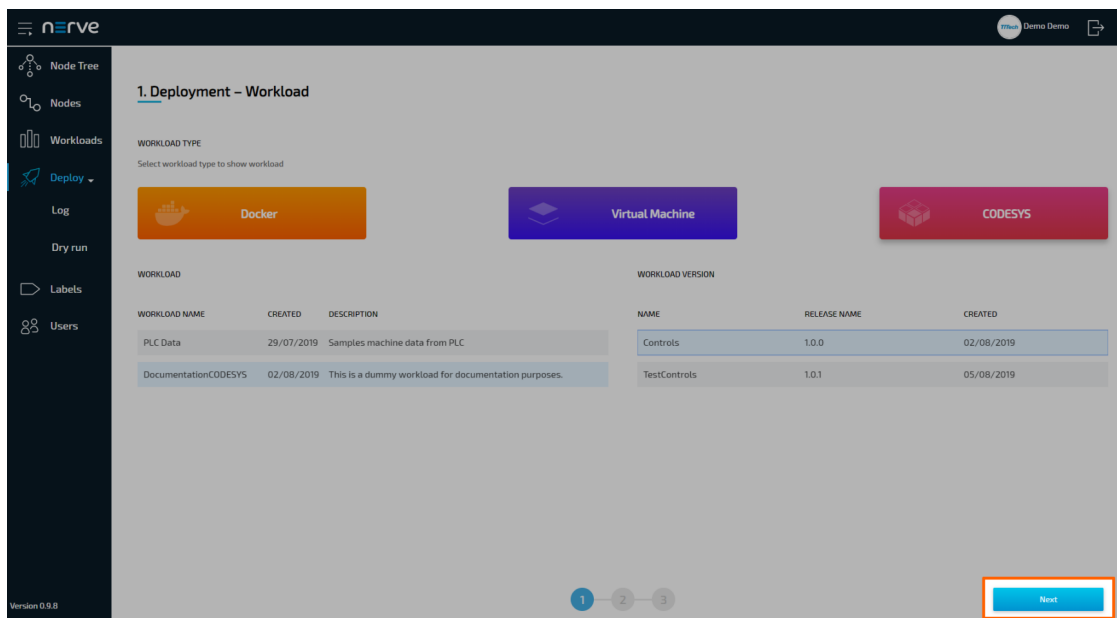 nerve
TTTech Demo Demo
Node Tree
Nodes
Workloads
Deploy
Log
Dry run
Labels
Users
Version 0.9.8
1. Deployment – Workload
WORKLOAD TYPE
Select workload type to show workload
Docker
Virtual Machine
CODESYS
WORKLOAD
WORKLOAD NAME CREATED DESCRIPTION
PLC Data 29/07/2019 Samples machine data from PLC
DocumentationCODESYS 02/08/2019 This is a dummy workload for documentation purposes.
WORKLOAD VERSION
NAME RELEASE NAME CREATED
Controls 1.0.0 02/08/2019
TestControls 1.0.1 05/08/2019
1 2 3
Next